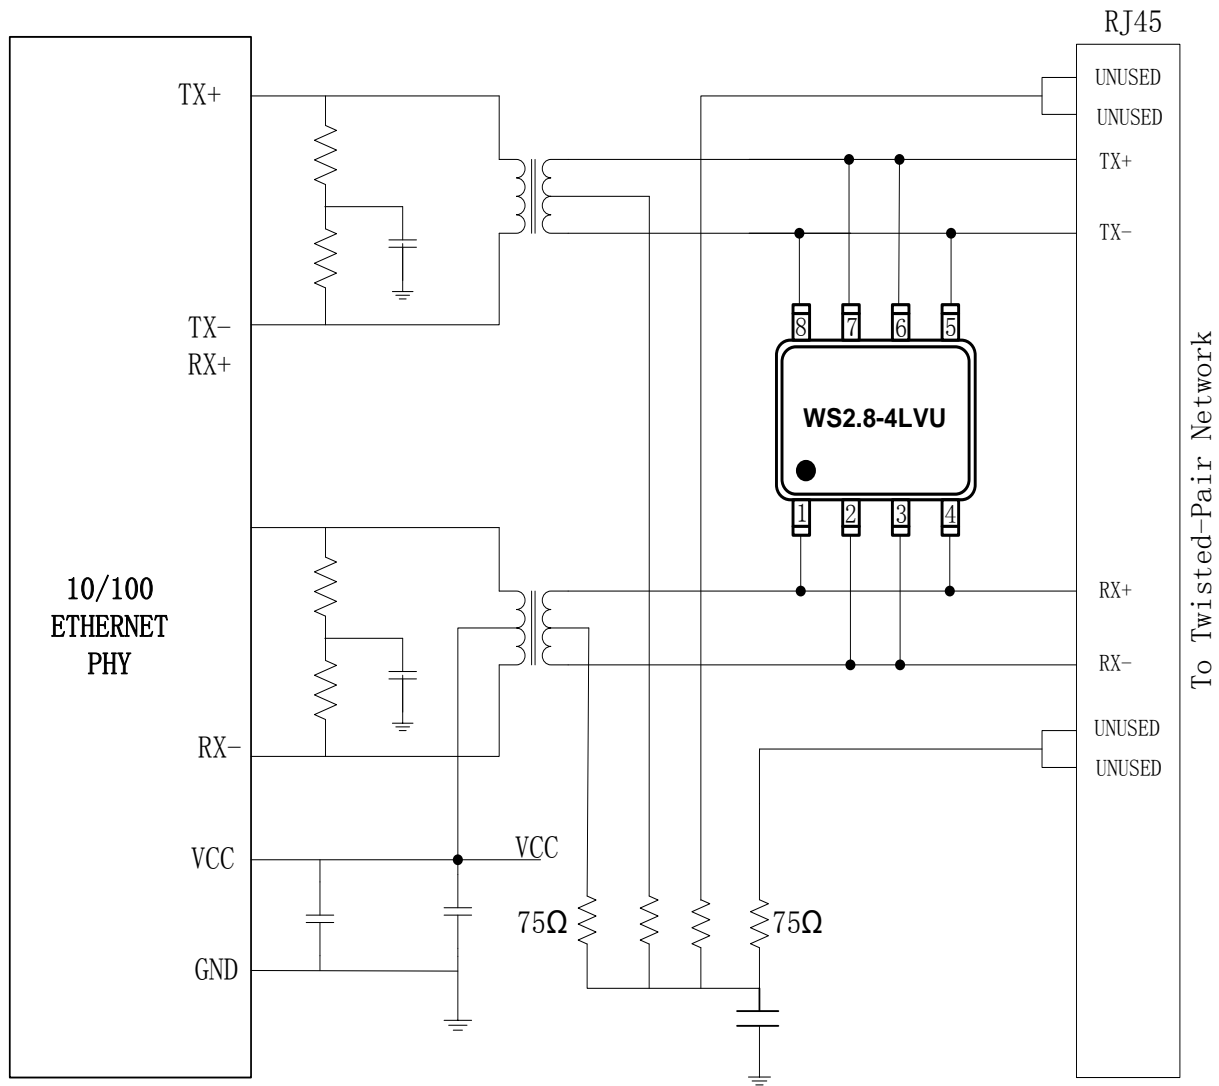 RJ45
UNUSED
UNUSED
TX+
TX-
TX+
TX-
RX+
8 7 6 5
WS2.8-4LVU
1 2 3 4
To Twisted-Pair Network
10/100
ETHERNET
PHY
RX+
RX-
UNUSED
UNUSED
RX-
VCC
VCC
75Ω
75Ω
GND